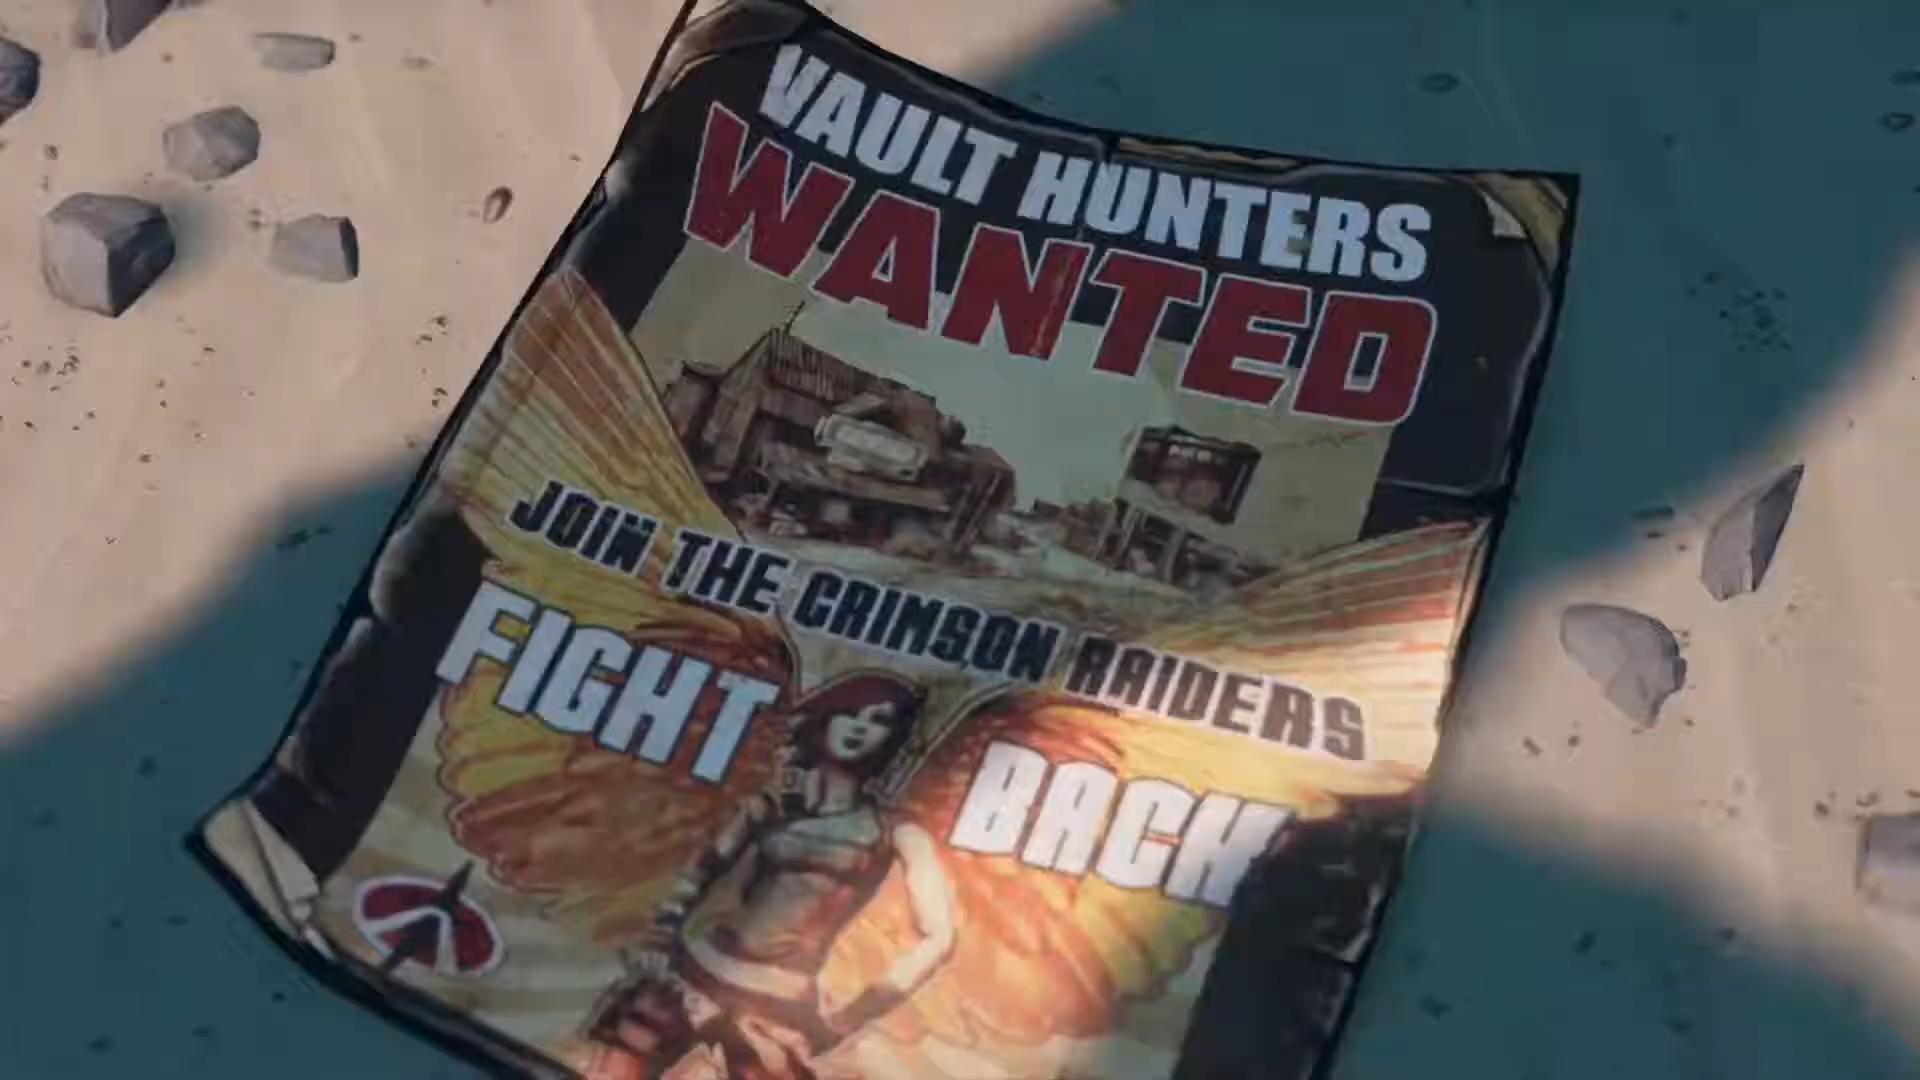 VAULT HUNTERS
WANTED
JOIN THE CRIMSON RAIDERS
FIGHT
BACK